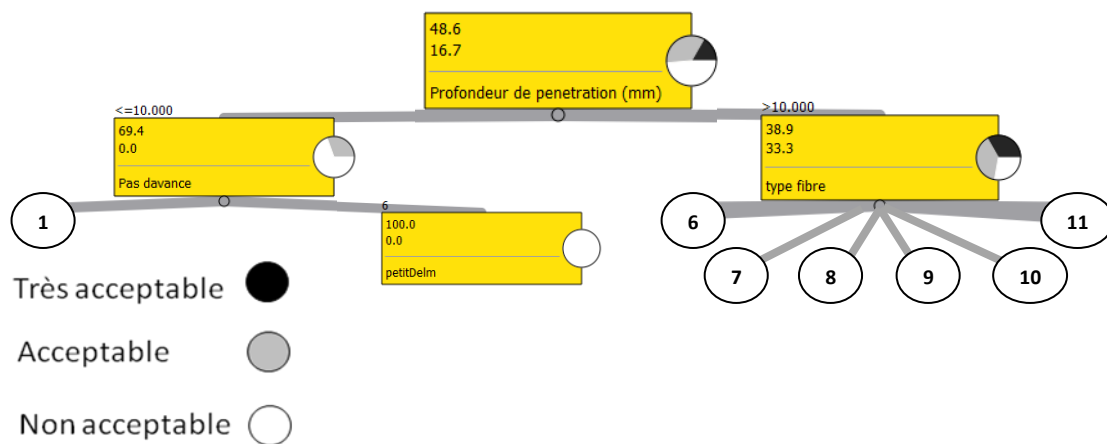 48.6
16.7
Profondeur de penetration (mm)
<=10.000
69.4
0.0
Pas davance
>10.000
38.9
33.3
type fibre
1
6
100.0
0.0
petitDelm
6
7
8
9
10
11
Très acceptable
Acceptable
Non acceptable